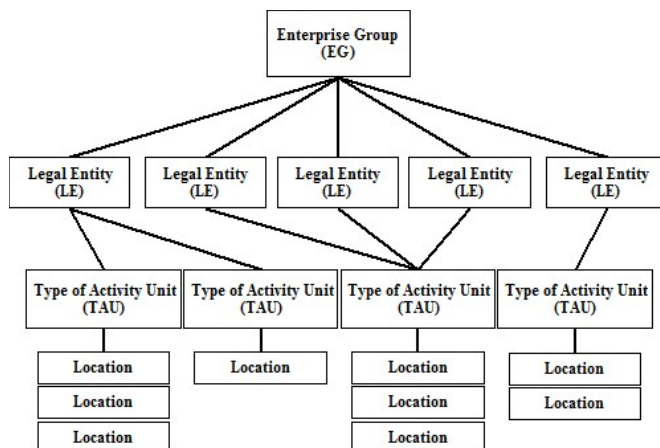 Enterprise Group
(EG)
Legal Entity
(LE)
Legal Entity
(LE)
Legal Entity
(LE)
Legal Entity
(LE)
Legal Entity
(LE)
Type of Activity Unit
(TAU)
Type of Activity Unit
(TAU)
Type of Activity Unit
(TAU)
Type of Activity Unit
(TAU)
Location
Location
Location
Location
Location
Location
Location
Location
Location